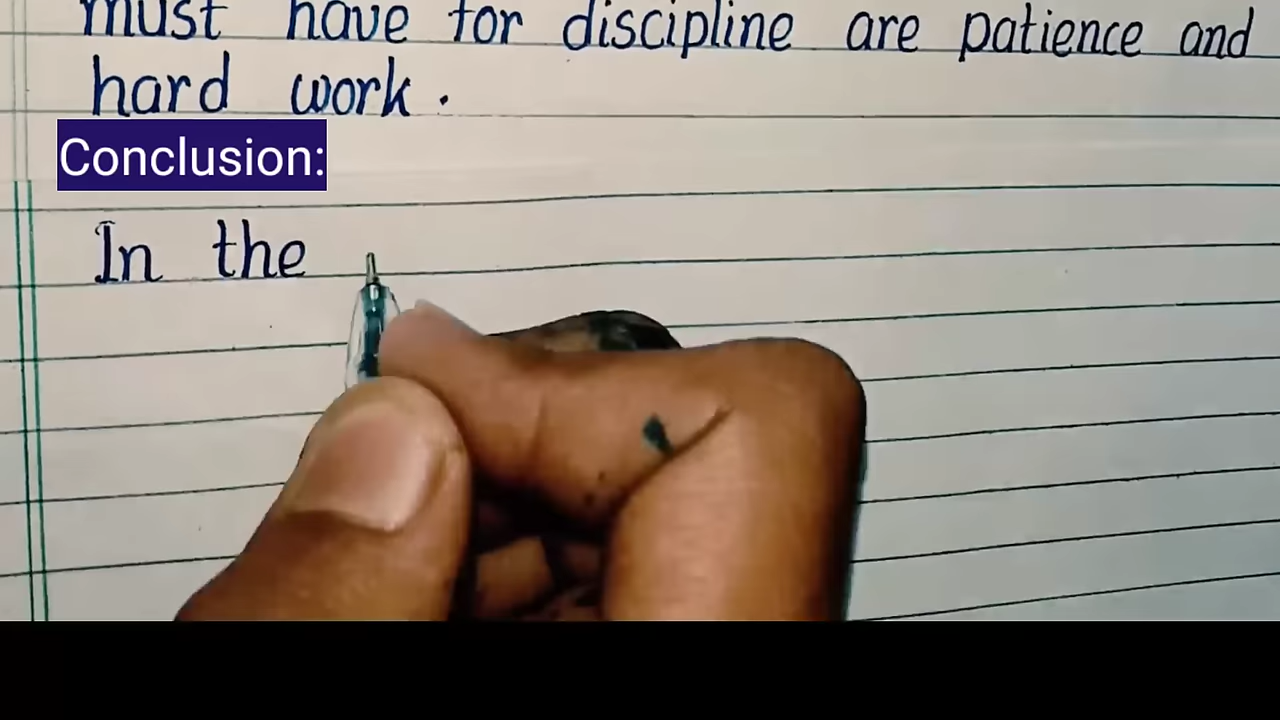 must have for discipline are patience and
hard work.
Conclusion:
In the